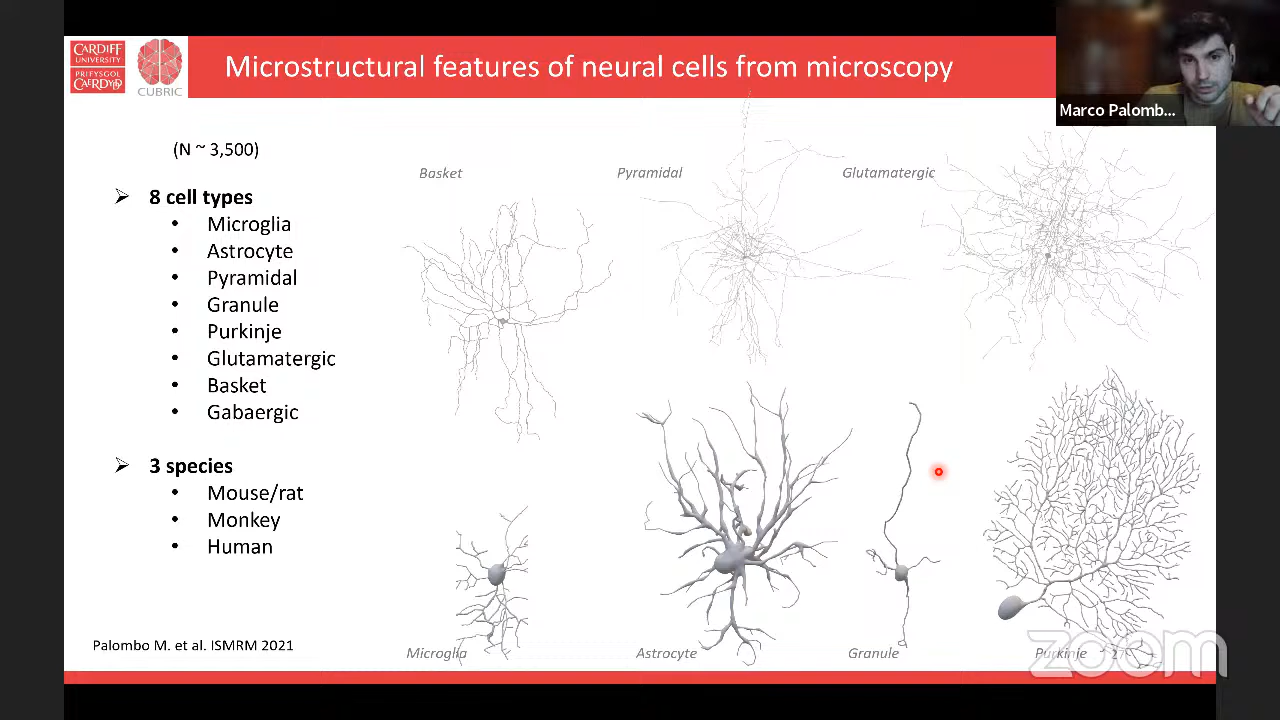 CARDIFF
UNIVERSITY
PRIFYSGOL
CAERDYÐ
CUBRIC
Microstructural features of neural cells from microscopy
Marco Palomb...
(N ~ 3,500)
Basket
Pyramidal
Glutamatergic
➢ 8 cell types
• Microglia
• Astrocyte
• Pyramidal
• Granule
• Purkinje
• Glutamatergic
• Basket
• Gabaergic
➢ 3 species
• Mouse/rat
• Monkey
• Human
Palombo M. et al. ISMRM 2021
Microglia
Astrocyte
Granule
Purkinje
zoom